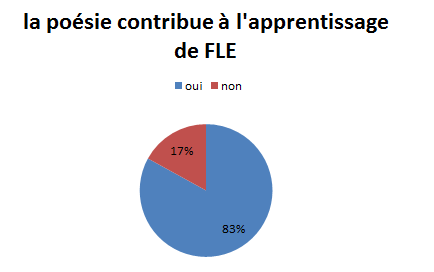 la poésie contribue à l'apprentissage
de FLE
oui non
17%
83%